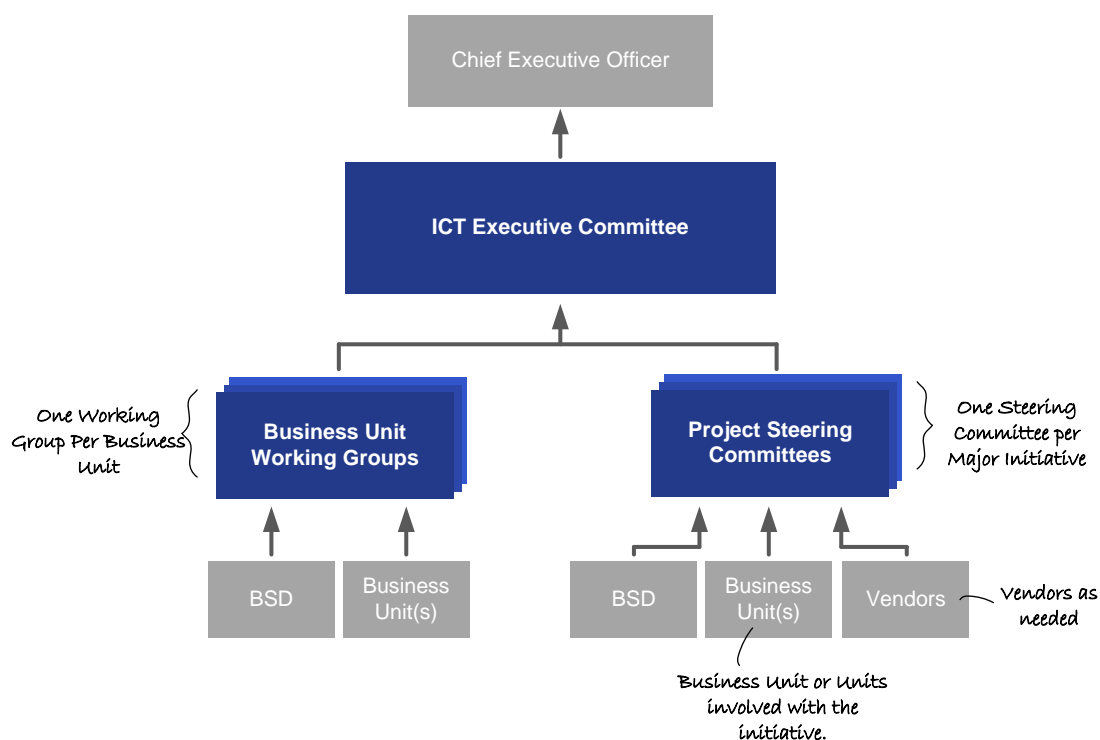 Chief Executive Officer
ICT Executive Committee
One Working
Group Per Business
Unit
Business Unit
Working Groups
Project Steering
Committees
One Steering
Committee per
Major Initiative
BSD
Business
Unit(s)
BSD
Business
Unit(s)
Vendors
Vendors as
needed
Business Unit or Units
involved with the
initiative.